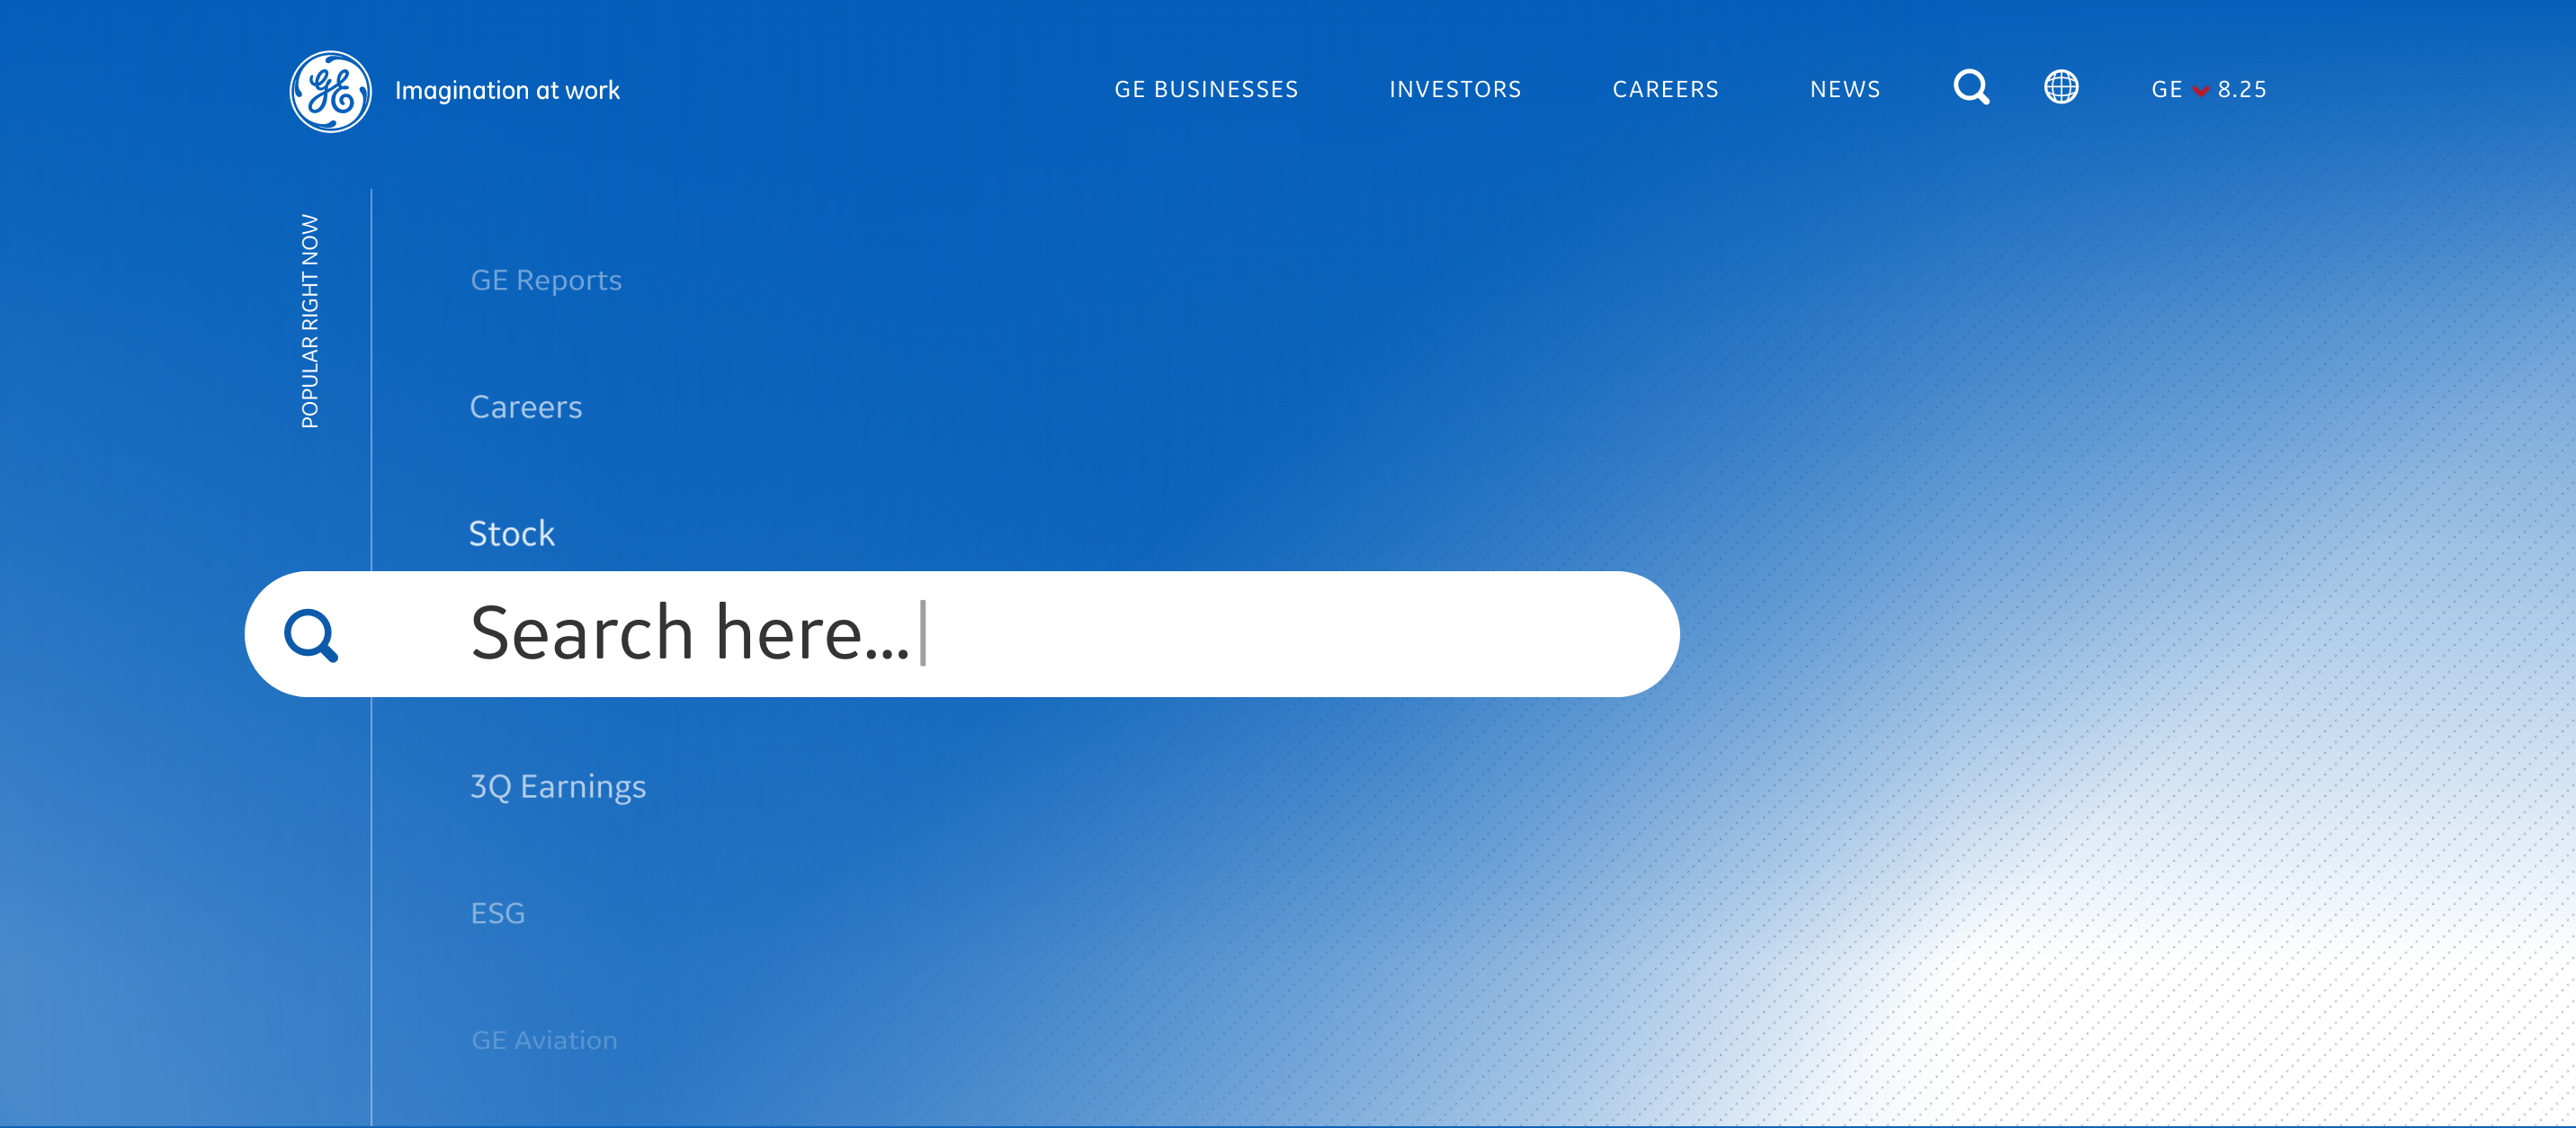 GE Imagination at work
GE BUSINESSES INVESTORS CAREERS NEWS GE 8.25
POPULAR RIGHT NOW
GE Reports
Careers
Stock
Search here...
3Q Earnings
ESG
GE Aviation